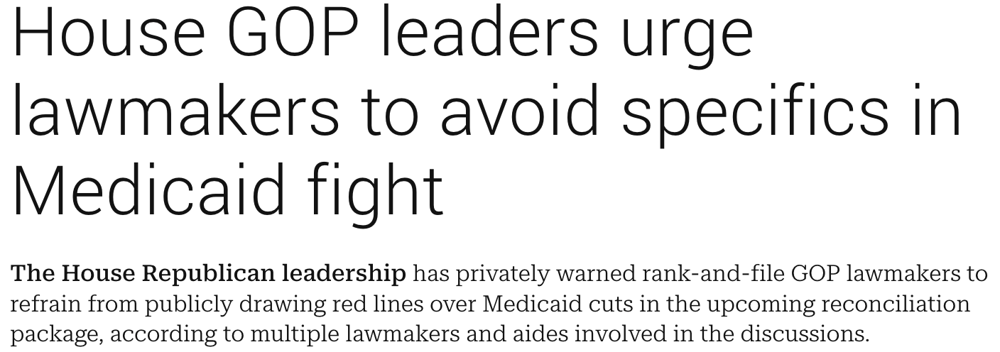 House GOP leaders urge
lawmakers to avoid specifics in
Medicaid fight
The House Republican leadership has privately warned rank-and-file GOP lawmakers to
refrain from publicly drawing red lines over Medicaid cuts in the upcoming reconciliation
package, according to multiple lawmakers and aides involved in the discussions.